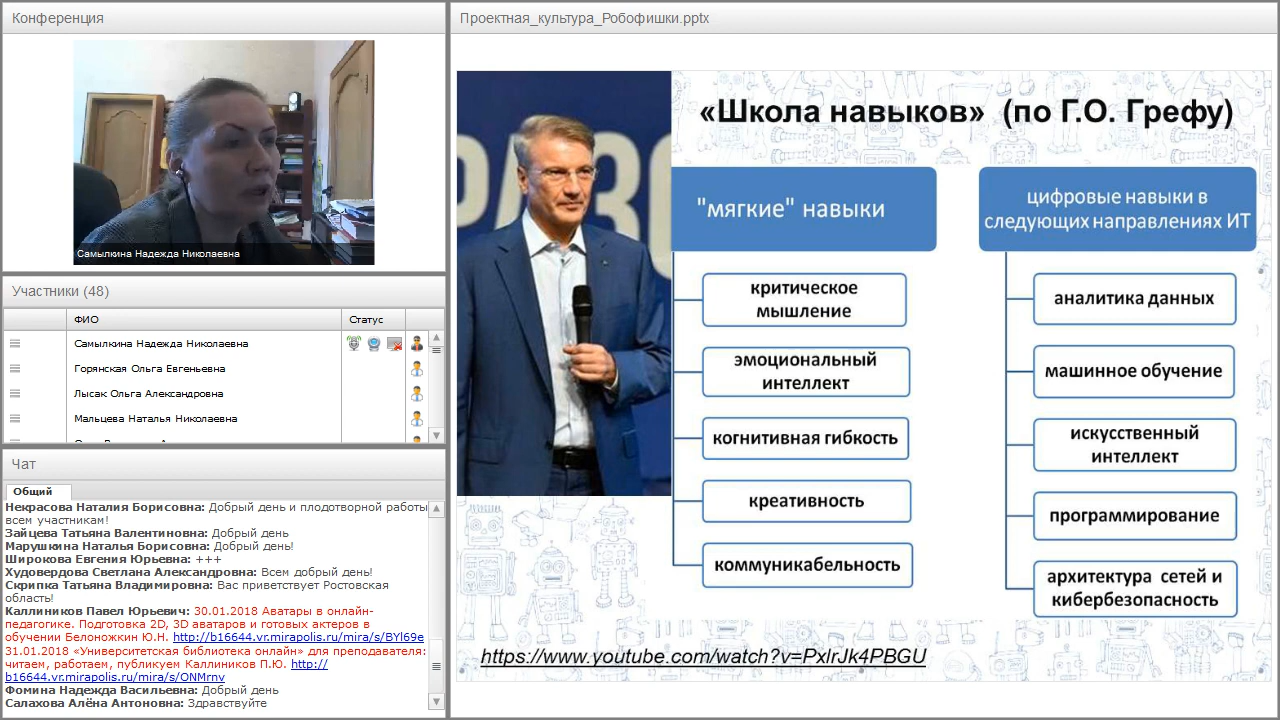 Конференция
Самылкина Надежда Николаевна
Участники (48)
ФИО
Статус
Самылкина Надежда Николаевна
Горянская Ольга Евгеньевна
Лысак Ольга Александровна
Мальцева Наталья Николаевна
Чат
Общий
Некрасова Наталия Борисовна: Добрый день и плодотворной работы
всем участникам!
Зайцева Татьяна Валентиновна: Добрый день
Марушкина Наталья Борисовна: Добрый день!
Широкова Евгения Юрьевна: +++
Худовердова Светлана Александровна: Всем добрый день!
Скрипка Татьяна Владимировна: Вас приветствует Ростовская
область!
Каллиников Павел Юрьевич: 30.01.2018 Аватары в онлайн-
педагогике. Подготовка 2D, 3D аватаров и готовых актеров в
обучении Белоножкин Ю.Н. http://b16644.vr.mirapolis.ru/mira/s/BYl69e
31.01.2018 «Университетская библиотека онлайн» для преподавателя:
читаем, работаем, публикуем Каллиников П.Ю. http://
b16644.vr.mirapolis.ru/mira/s/ONMrnv
Фомина Надежда Васильевна: Добрый день
Салахова Алёна Антоновна: Здравствуйте
Проектная_культура_Робофишки.pptx
«Школа навыков» (по Г.О. Грефу)
"мягкие" навыки
критическое
мышление
эмоциональный
интеллект
когнитивная гибкость
креативность
коммуникабельность
цифровые навыки в
следующих направлениях ИТ
аналитика данных
машинное обучение
искусственный
интеллект
программирование
архитектура сетей и
кибербезопасность
https://www.youtube.com/watch?v=PxIrJk4PBGU